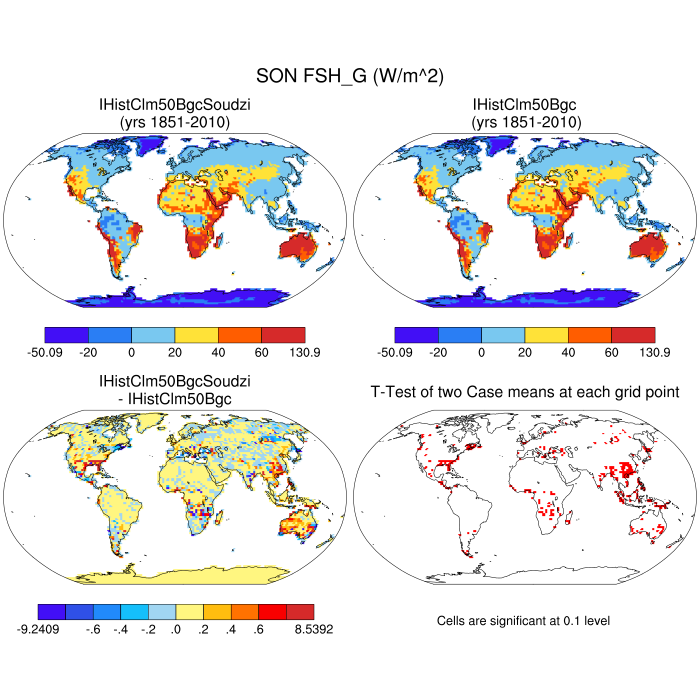 SON FSH_G (W/m^2)
IHistClm50BgcSoudzi
(yrs 1851-2010)
IHistClm50Bgc
(yrs 1851-2010)
-50.09 -20 0 20 40 60 130.9
-50.09 -20 0 20 40 60 130.9
IHistClm50BgcSoudzi
- IHistClm50Bgc
T-Test of two Case means at each grid point
-9.2409 -.6 -.4 -.2 .0 .2 .4 .6 8.5392
Cells are significant at 0.1 level